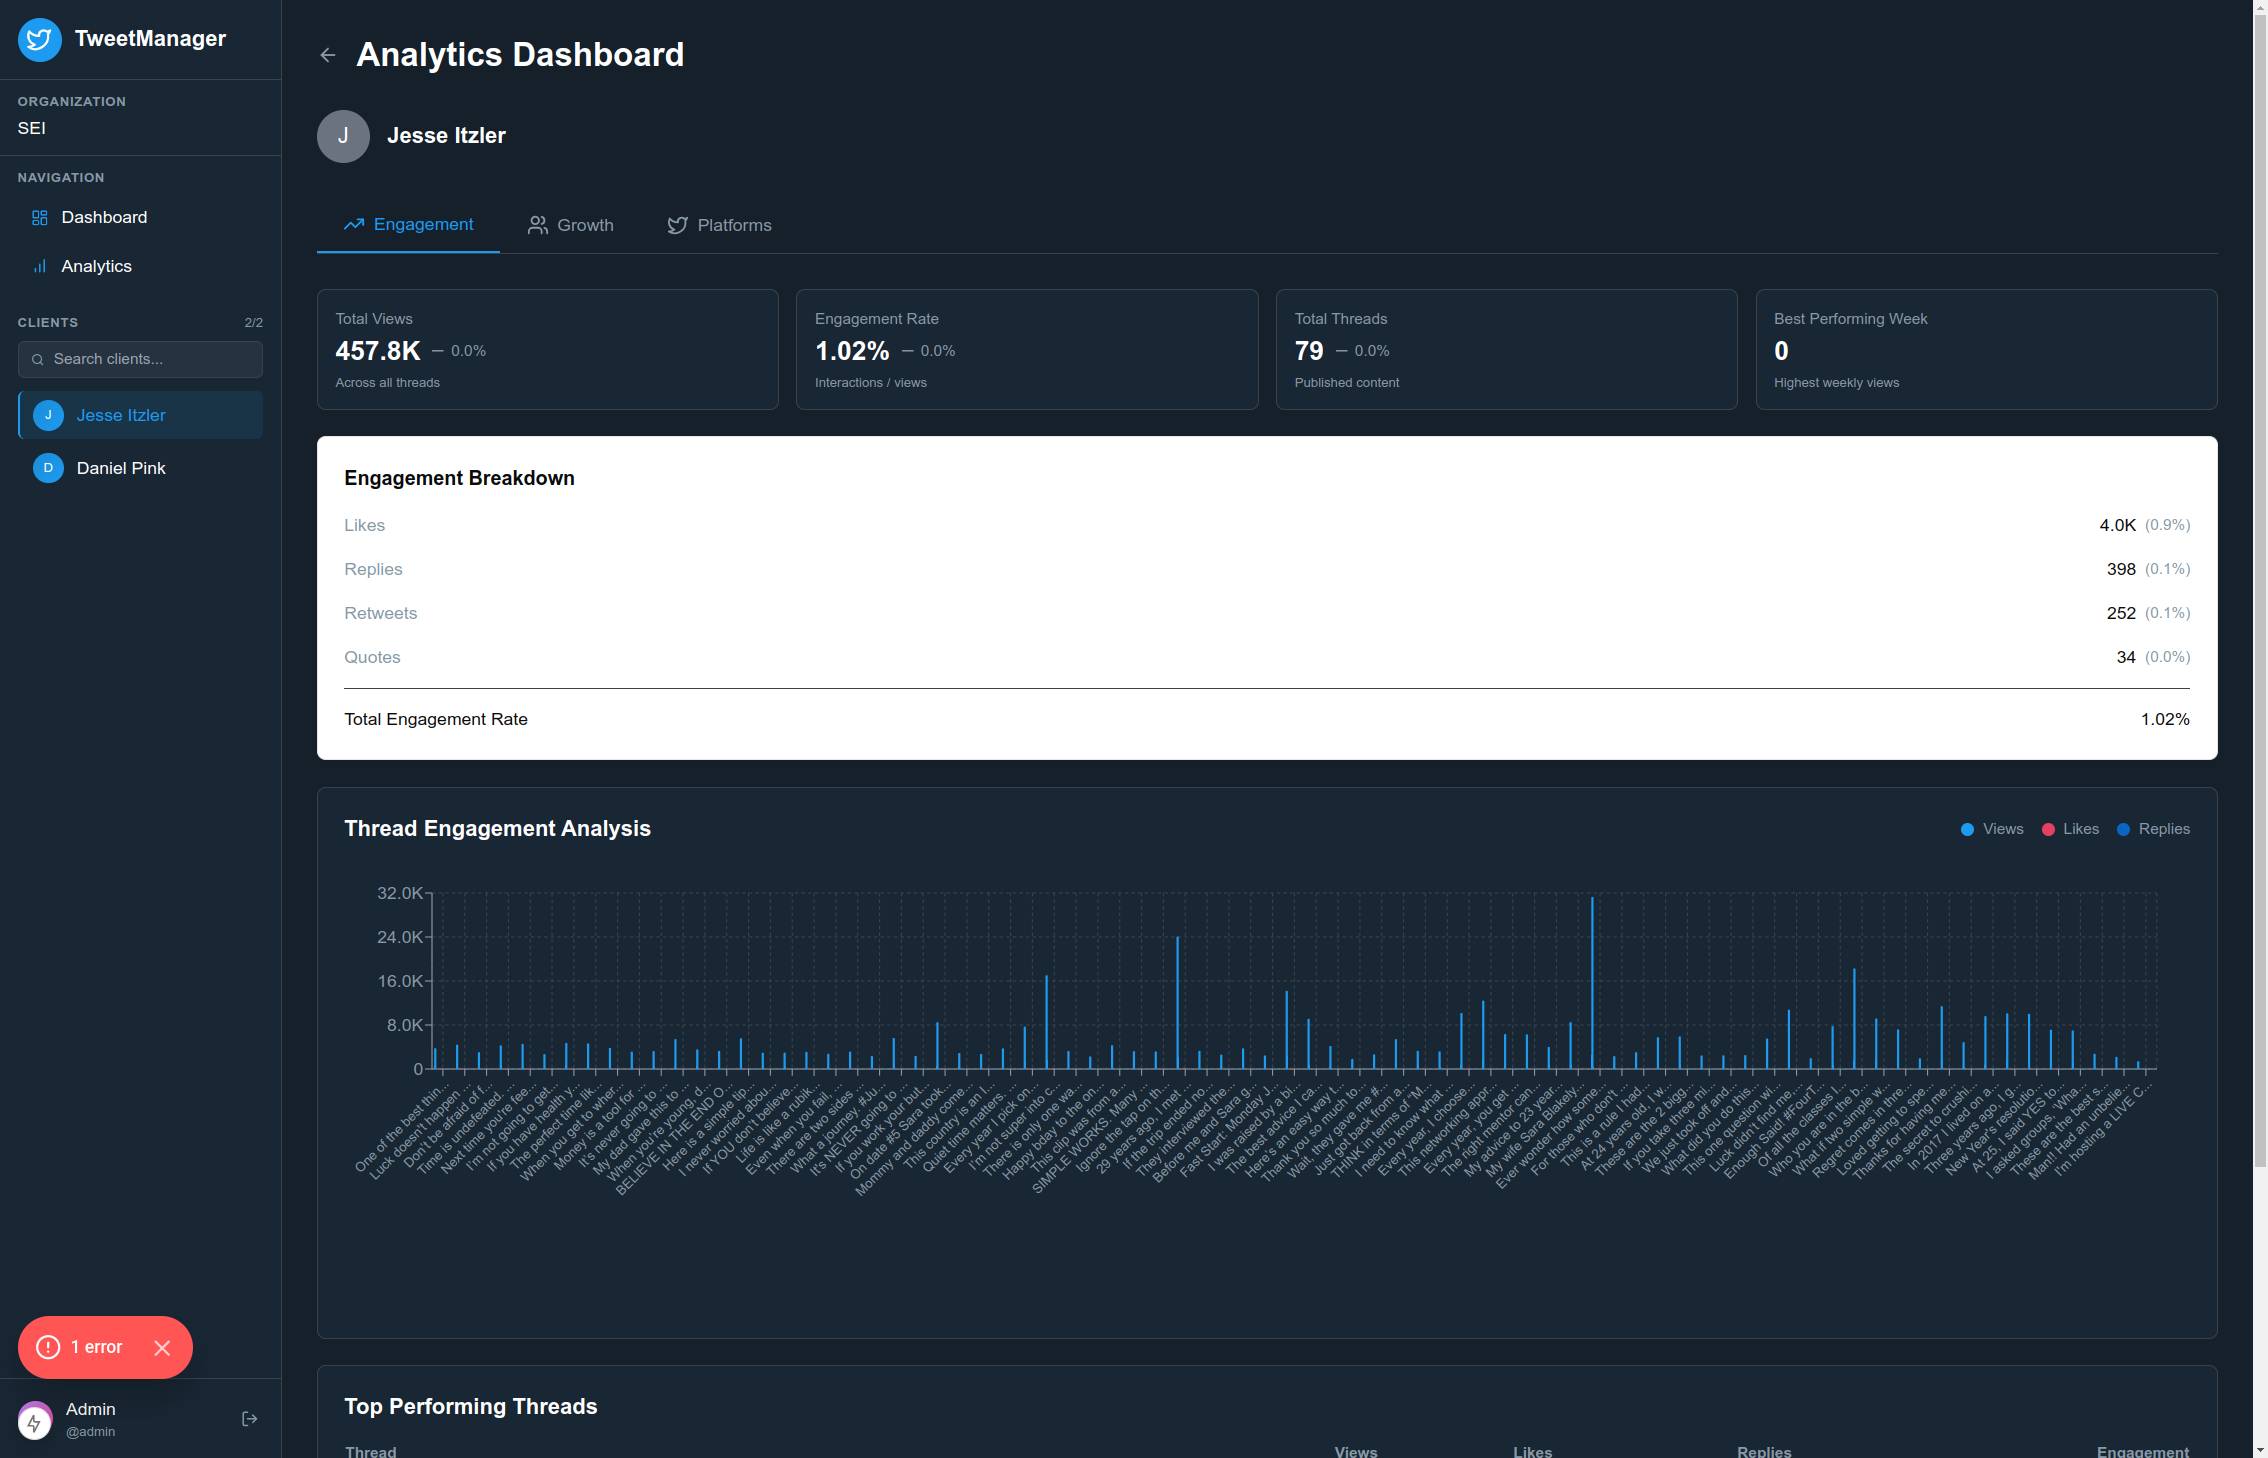 TweetManager
ORGANIZATION
SEI
NAVIGATION
Dashboard
Analytics
CLIENTS 2/2
Search clients...
J Jesse Itzler
D Daniel Pink
1 error
Admin
@admin
Analytics Dashboard
J Jesse Itzler
Engagement Growth Platforms
Total Views
457.8K — 0.0%
Across all threads
Engagement Rate
1.02% — 0.0%
Interactions / views
Total Threads
79 — 0.0%
Published content
Best Performing Week
0
Highest weekly views
Engagement Breakdown
Likes 4.0K (0.9%)
Replies 398 (0.1%)
Retweets 252 (0.1%)
Quotes 34 (0.0%)
Total Engagement Rate 1.02%
Thread Engagement Analysis
Views Likes Replies
32.0K
24.0K
16.0K
8.0K
0
One of the best thin...
Luck doesn't happen ...
Don't be afraid of f...
Time is undefeated. ...
Next time you're fee...
I'm not going to get...
If you have health y...
The perfect time lik...
When you get to wher...
Money is a tool for ...
It's never going to ...
My dad gave this to ...
When you're young, d...
BELIEVE IN THE END O...
Here is a simple tip...
I never worried abou...
If YOU don't believe...
Life is like a rubik...
Even when you fail, ...
There are two sides ...
What a journey. #Ju...
It's NEVER going to ...
If you work your but...
On date #5 Sara took...
Mommy and daddy come...
This country is an I...
Quiet time matters. ...
Every year I pick on...
I'm not super into c...
There is only one wa...
Happy today to the on...
This clip was from a...
SIMPLE WORKS. Many ...
Ignore the tap on th...
29 years ago, I met ...
If the trip ended no...
They interviewed the...
Before me and Sara g...
Fast Start: Monday J...
I was raised by a bi...
The best advice I ca...
Here's an easy way t...
Thank you so much to...
Wait, they gave me #...
Just got back from a...
THINK in terms of "M...
I need to know what ...
Every year, I choose...
This networking appr...
Every year, you get ...
The right mentor can...
My advice to 23 year...
My wife, Sara Blakely...
Ever wonder how some...
For those who don't ...
This is a rule I had...
At 24 years old, I w...
These are the 2 bigg...
If you take three mi...
We just took off and...
What did you do this...
This one question wi...
Luck didn't find me....
Enough Said! #FourT...
Of all the classes I...
Who you are in the b...
What if two simple w...
Regret comes in thre...
Loved getting to spe...
Thanks for having me...
The secret to crushi...
In 2017 I lived on a...
Three years ago, I g...
New Year's resolutio...
At 25, I said YES to...
I asked groups, "Wha...
These are the best s...
Man!! Had an unbelie...
I'm hosting a LIVE C...
Top Performing Threads
Thread Views Likes Replies Engagement